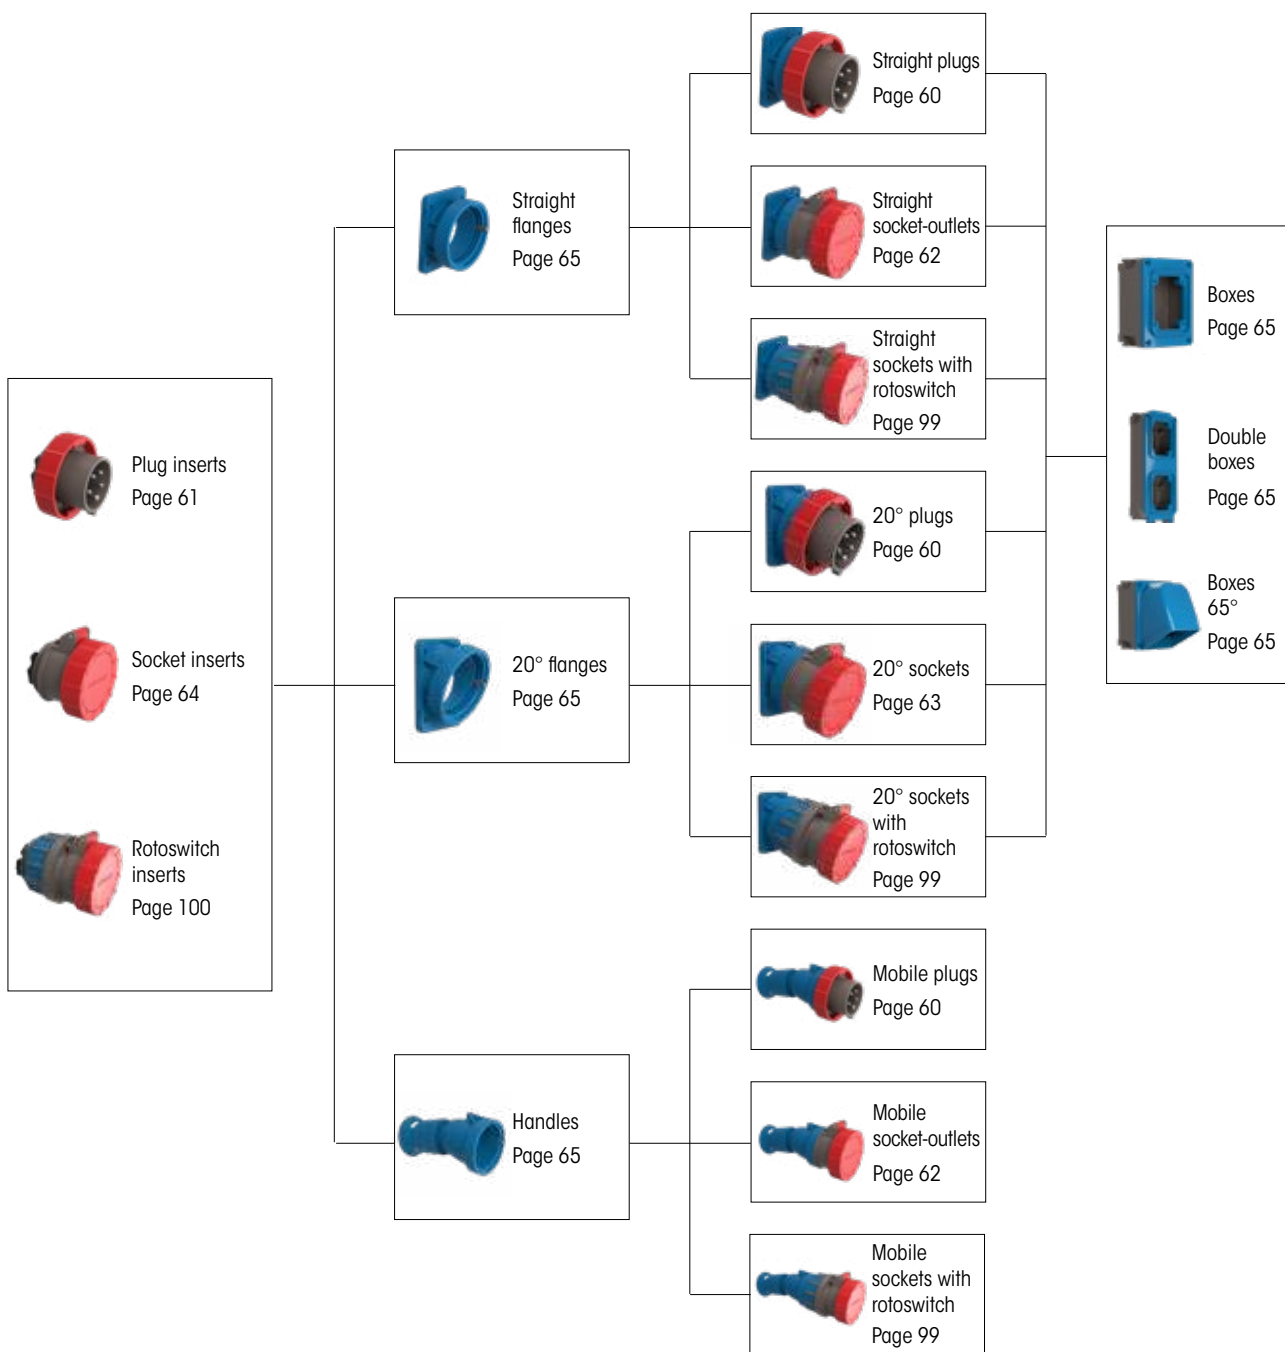 Plug inserts
Page 61
Socket inserts
Page 64
Rotoswitch
inserts
Page 100
Straight
flanges
Page 65
20° flanges
Page 65
Handles
Page 65
Straight plugs
Page 60
Straight
socket-outlets
Page 62
Straight
sockets with
rotoswitch
Page 99
20° plugs
Page 60
20° sockets
Page 63
20° sockets
with
rotoswitch
Page 99
Mobile plugs
Page 60
Mobile
socket-outlets
Page 62
Mobile
sockets with
rotoswitch
Page 99
Boxes
Page 65
Double
boxes
Page 65
Boxes
65°
Page 65